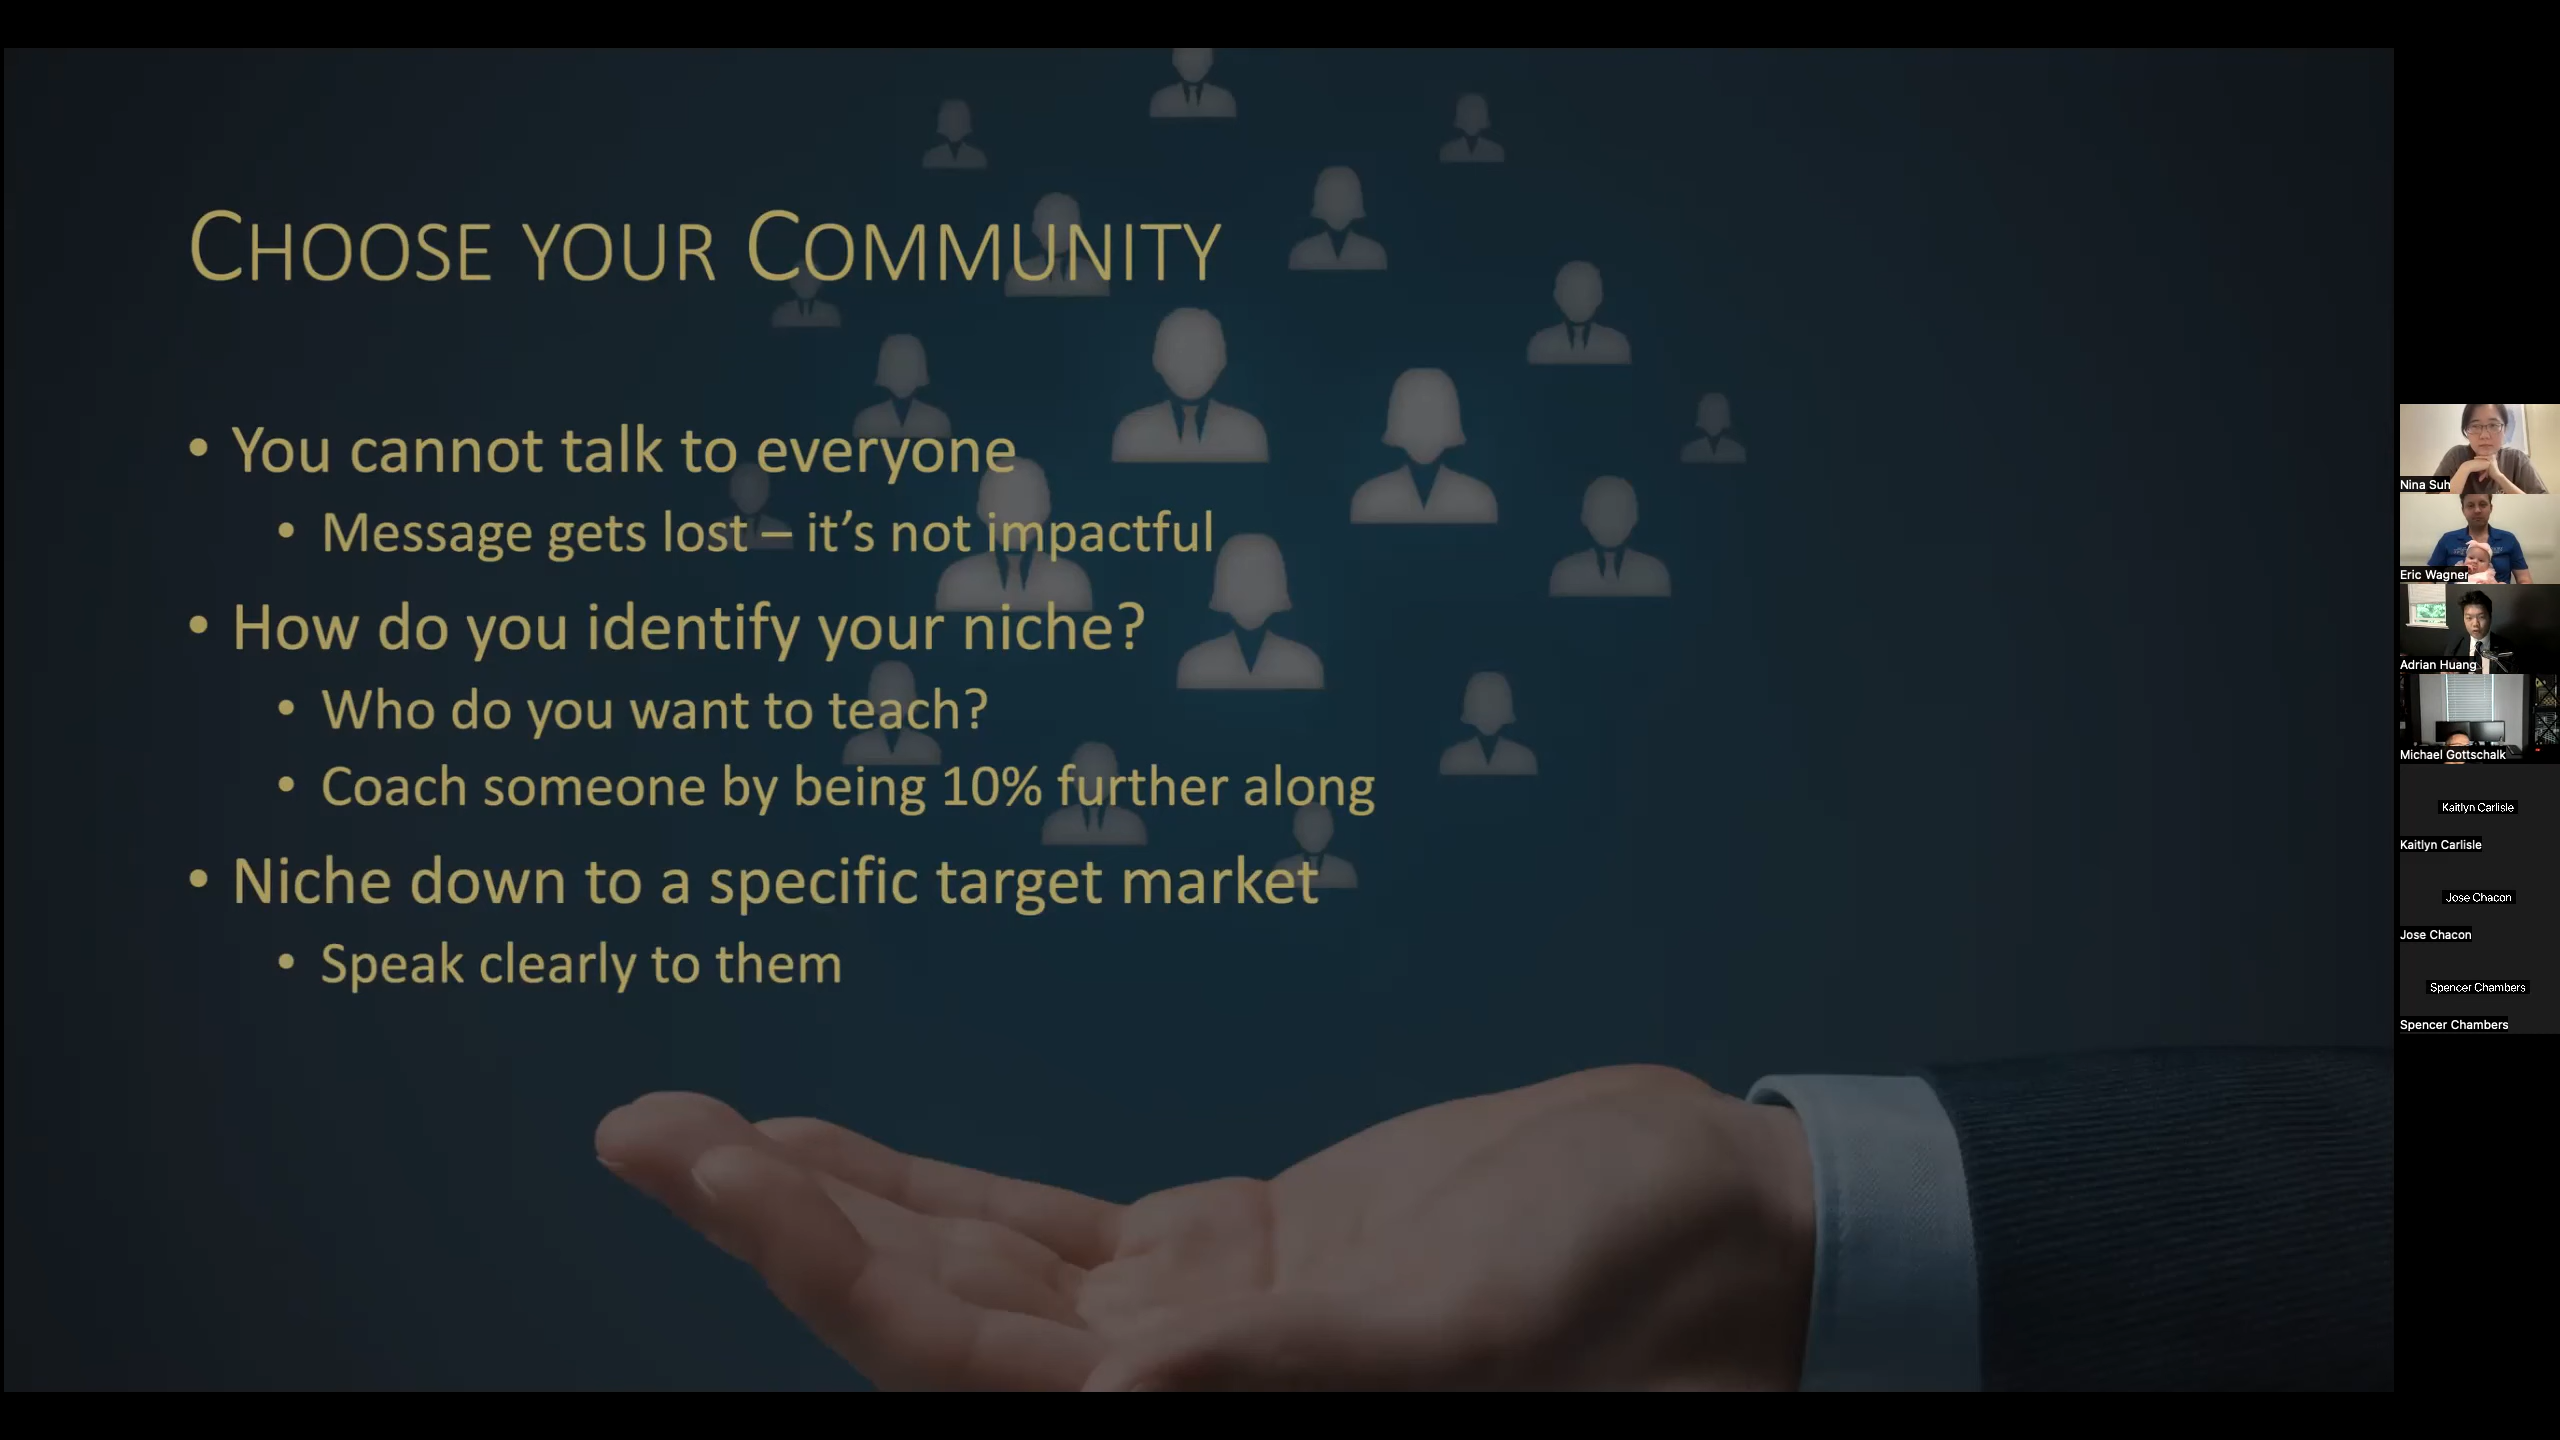 CHOOSE YOUR COMMUNITY
• You cannot talk to everyone
• Message gets lost – it’s not impactful
• How do you identify your niche?
• Who do you want to teach?
• Coach someone by being 10% further along
• Niche down to a specific target market
• Speak clearly to them
Nina Suh
Eric Wagner
Adrian Huang
Michael Gottschalk
Kaitlyn Carlisle
Kaitlyn Carlisle
Jose Chacon
Jose Chacon
Spencer Chambers
Spencer Chambers